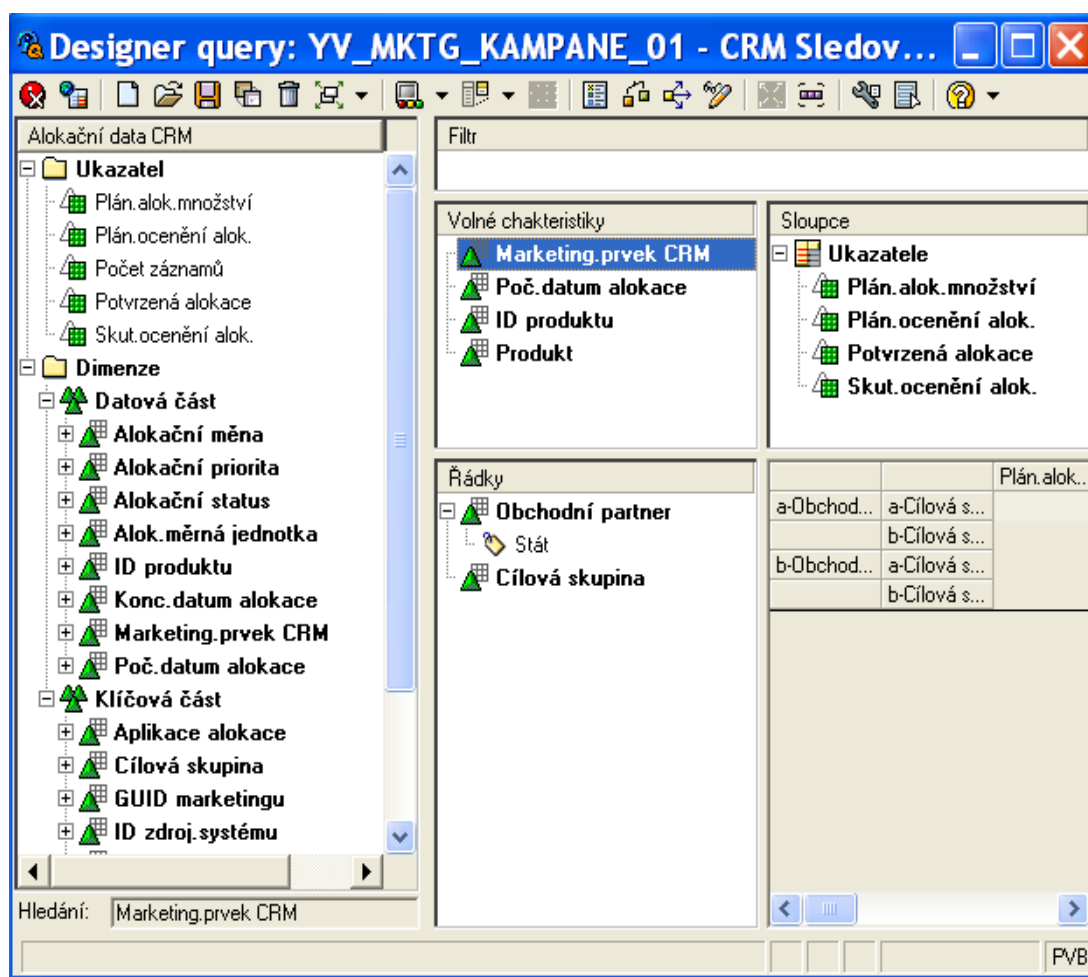 Designer query: YV_MKTG_KAMPANE_01 - CRM Sledov...
Alokační data CRM
Ukazatel
Plán.alok.množství
Plán.ocenění alok.
Počet záznamů
Potvrzená alokace
Skut.ocenění alok.
Dimenze
Datová část
Alokační měna
Alokační priorita
Alokační status
Alok.měrná jednotka
ID produktu
Konc.datum alokace
Marketing.prvek CRM
Poč.datum alokace
Klíčová část
Aplikace alokace
Cílová skupina
GUID marketingu
ID zdroj.systému
Hledání: Marketing.prvek CRM
Filtr
Volné chakteristiky
Marketing.prvek CRM
Poč.datum alokace
ID produktu
Produkt
Sloupce
Ukazatele
Plán.alok.množství
Plán.ocenění alok.
Potvrzená alokace
Skut.ocenění alok.
Řádky
Obchodní partner
Stát
Cílová skupina
Plán.alok...
a-Obchod... a-Cílová s...
b-Cílová s...
b-Obchod... a-Cílová s...
b-Cílová s...
PVB